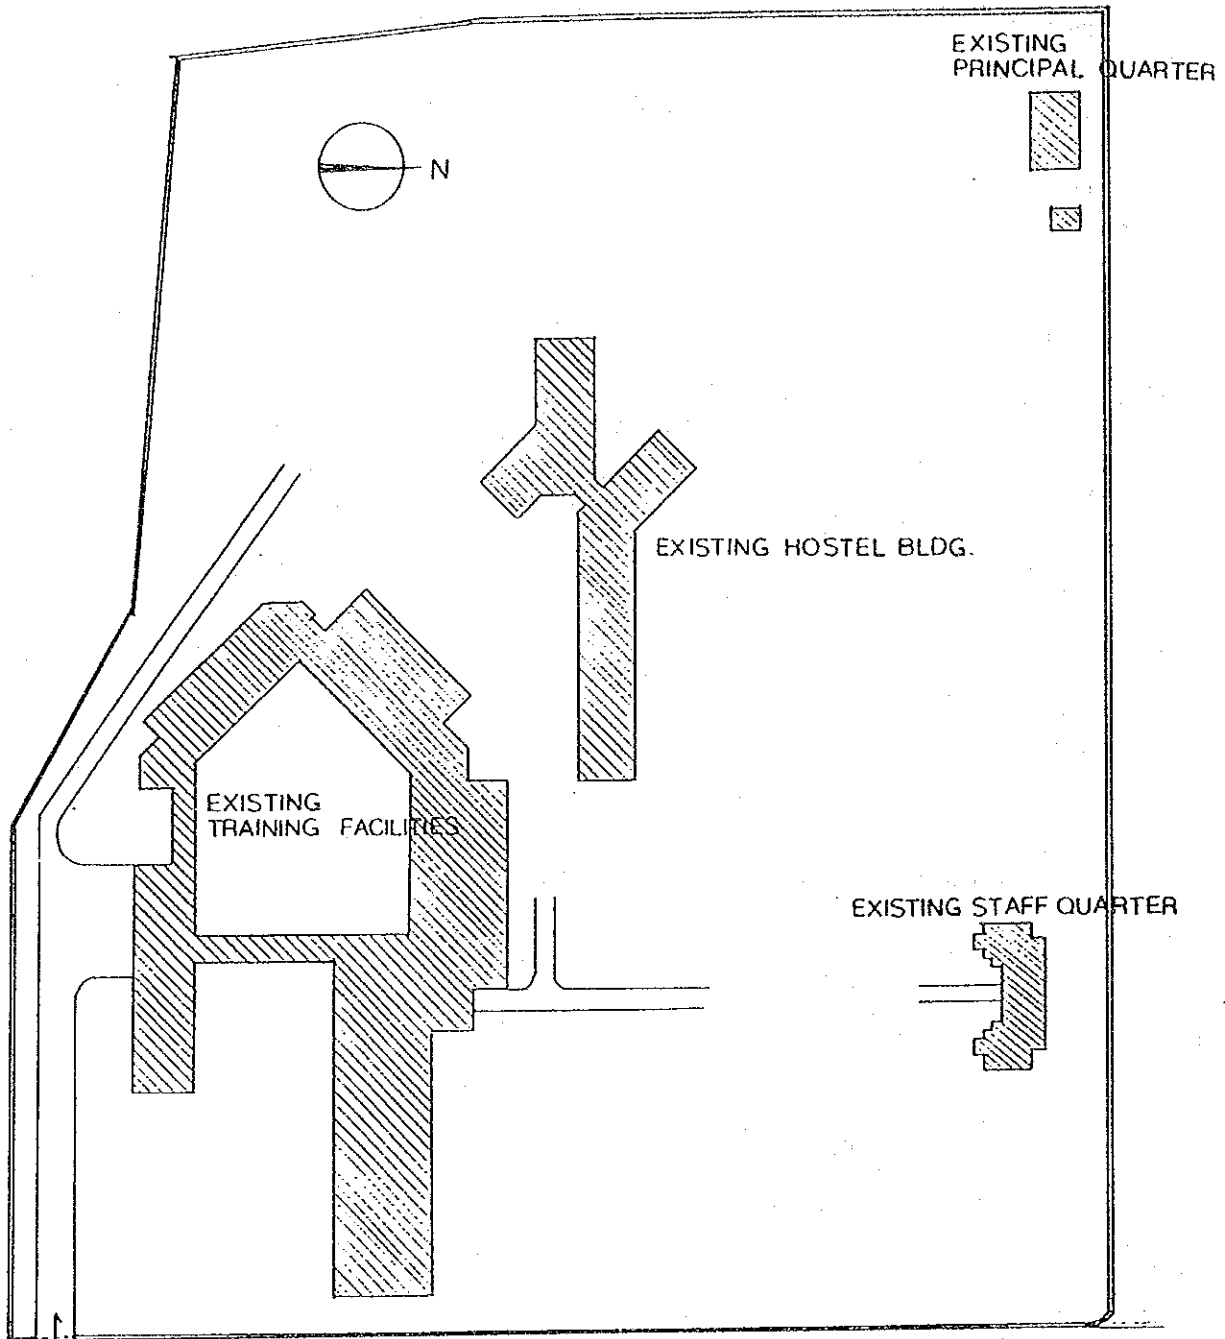 EXISTING
PRINCIPAL QUARTER
N
EXISTING HOSTEL BLDG.
EXISTING
TRAINING FACILITIES
EXISTING STAFF QUARTER